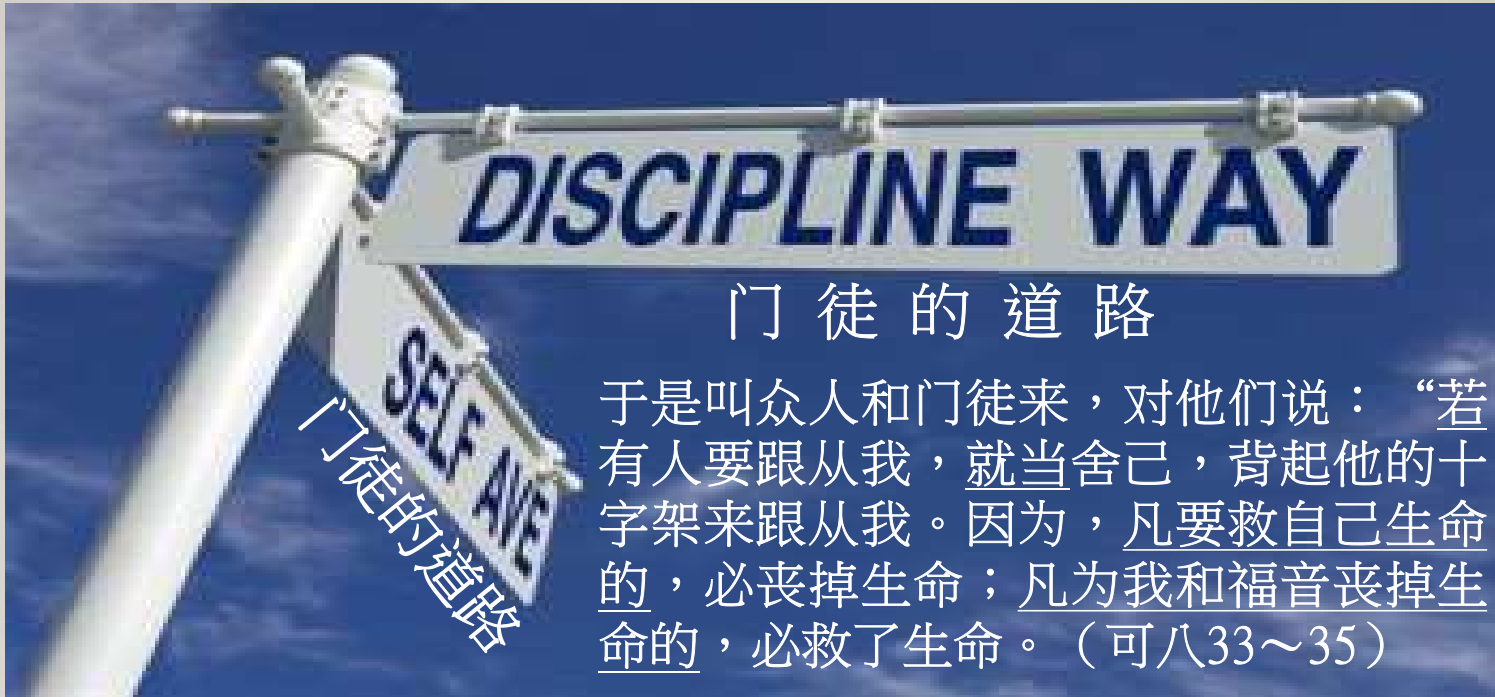 DISCIPLINE WAY
门徒的道路
SELF AVE
门徒的道路
于是叫众人和门徒来，对他们说：“若
有人要跟从我，就当舍己，背起他的十
字架来跟从我。因为，凡要救自己生命
的，必丧掉生命；凡为我和福音丧掉生
命的，必救了生命。（可八33～35）